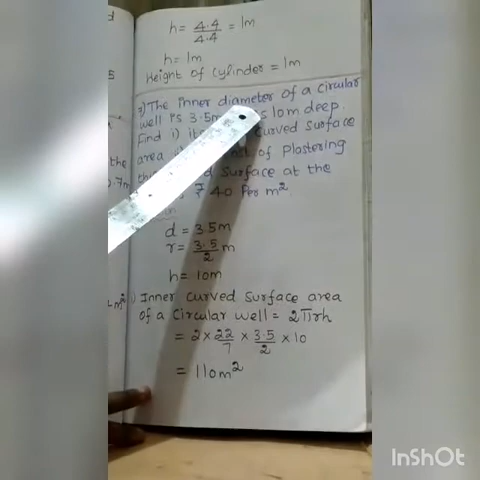 h = 4.4/4.4 = 1m
h = 1m
Height of cylinder = 1m
The inner diameter of a circular
well is 3.5m 10m deep.
Find i) curved surface
area of plastering
surface at the
₹ 40 Per m²
d = 3.5m
r = 3.5/2 m
h = 10m
i) Inner curved surface area
of a circular well = 2πrh
= 2 × 22/7 × 3.5/2 × 10
= 110m²
InShOt